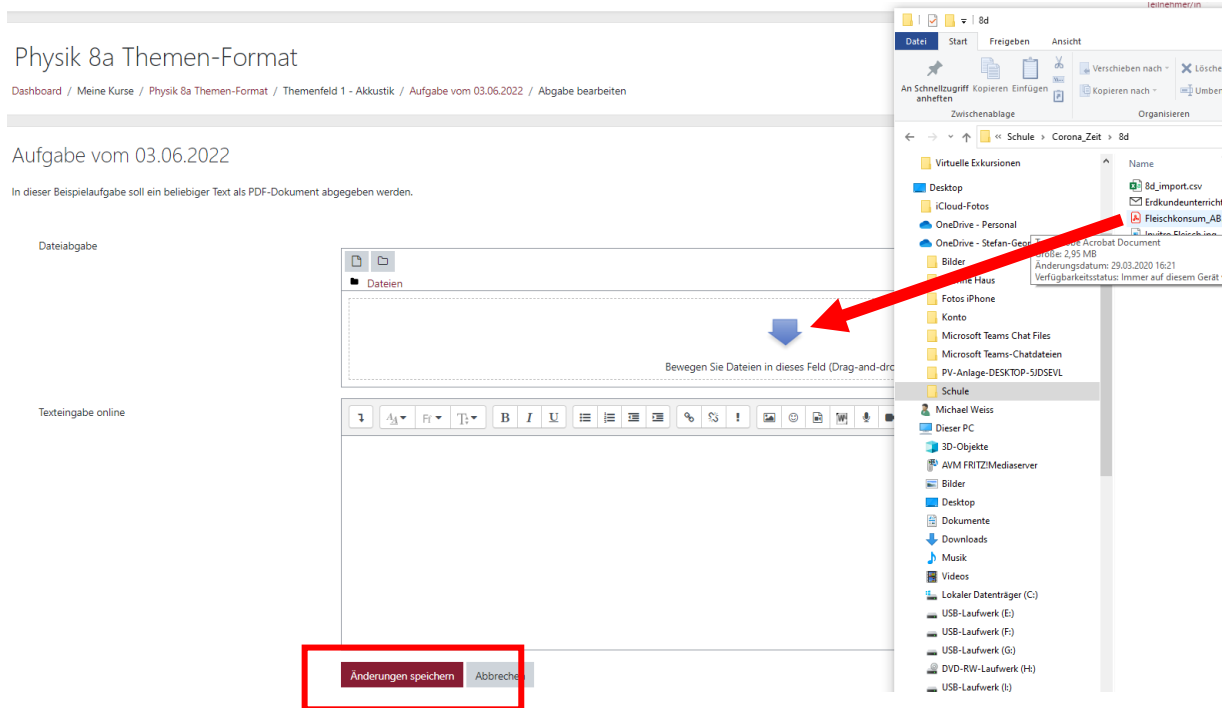 Teilnehmer/in
Physik 8a Themen-Format
Dashboard / Meine Kurse / Physik 8a Themen-Format / Themenfeld 1 - Akkustik / Aufgabe vom 03.06.2022 / Abgabe bearbeiten
Aufgabe vom 03.06.2022
In dieser Beispielaufgabe soll ein beliebiger Text als PDF-Dokument abgegeben werden.
Dateiabgabe
Dateien
Bewegen Sie Dateien in dieses Feld (Drag-and-dro
Texteingabe online
B I U
Änderungen speichern
Abbrechen
8d
Datei Start Freigeben Ansicht
An Schnellzugriff anheften
Kopieren Einfügen
Verschieben nach
Kopieren nach
Lösche
Umben
Zwischenablage
Organisieren
« Schule › Corona_Zeit › 8d
Virtuelle Exkursionen
Desktop
iCloud-Fotos
OneDrive - Personal
OneDrive - Stefan-Geor
Bilder
Haus
Fotos iPhone
Konto
Microsoft Teams Chat Files
Microsoft Teams-Chatdateien
PV-Anlage-DESKTOP-5JDSEVL
Schule
Michael Weiss
Dieser PC
3D-Objekte
AVM FRITZ!Mediaserver
Bilder
Desktop
Dokumente
Downloads
Musik
Videos
Lokaler Datenträger (C:)
USB-Laufwerk (E:)
USB-Laufwerk (F:)
USB-Laufwerk (G:)
DVD-RW-Laufwerk (H:)
USB-Laufwerk (I:)
Name
8d_import.csv
Erdkundeunterricht
Fleischkonsum_AB
Acrobat Document
Größe: 2,95 MB
Änderungsdatum: 29.03.2020 16:21
Verfügbarkeitsstatus: Immer auf diesem Gerät